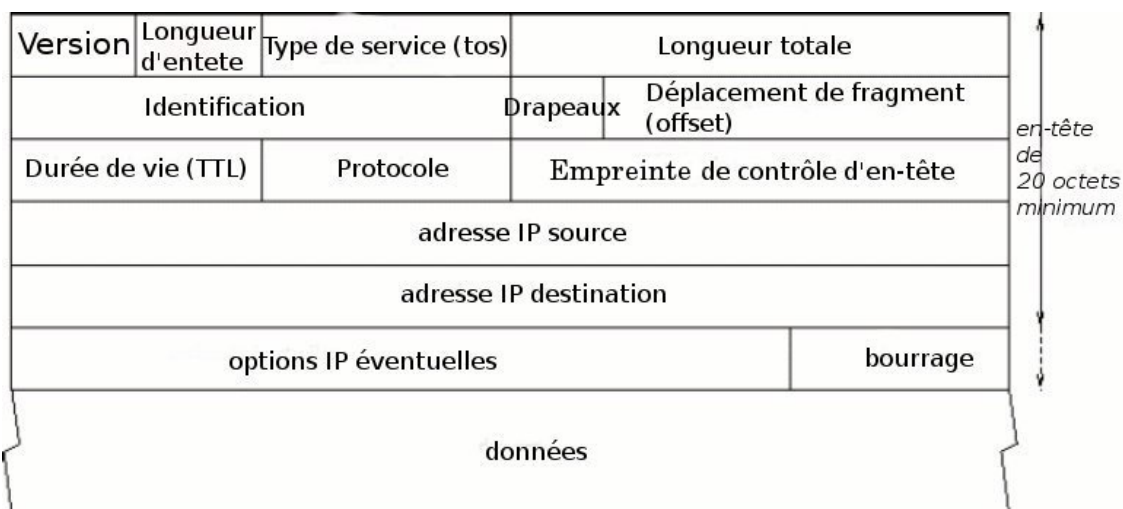 Version
Longueur
d'entete
Type de service (tos)
Longueur totale
Identification
Drapeaux
Déplacement de fragment
(offset)
Durée de vie (TTL)
Protocole
Empreinte de contrôle d'en-tête
adresse IP source
adresse IP destination
options IP éventuelles
bourrage
données
en-tête
de
20 octets
minimum